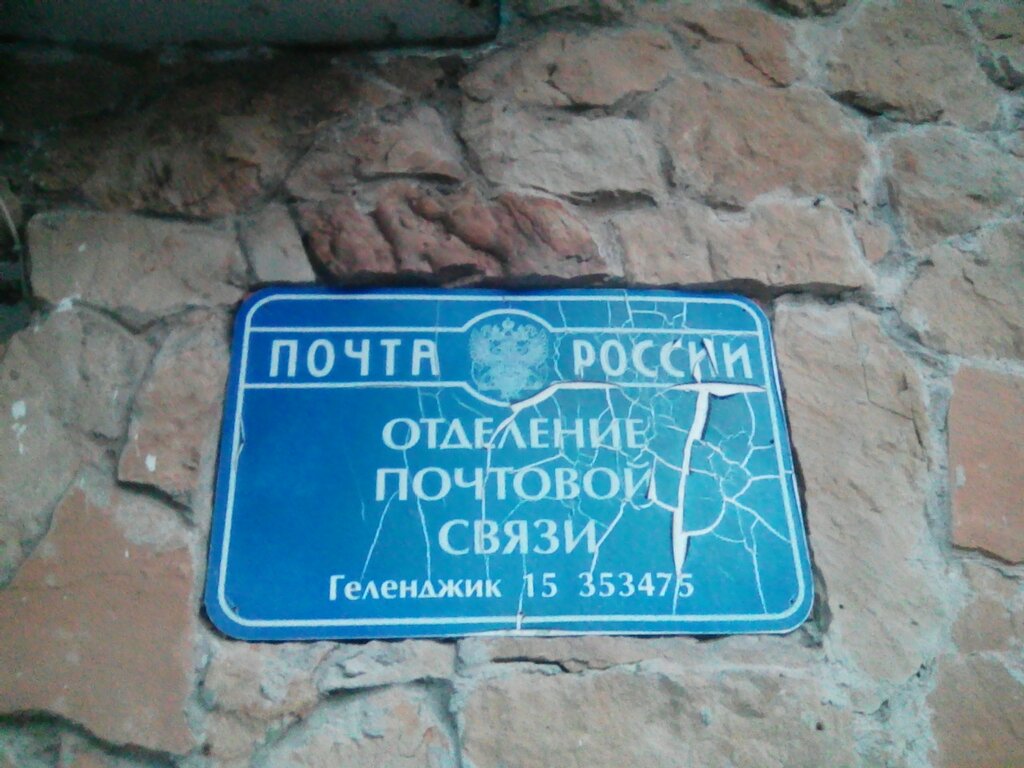 ПОЧТА РОССИИ
ОТДЕЛЕНИЕ
ПОЧТОВОЙ
СВЯЗИ
Геленджик 15 353475